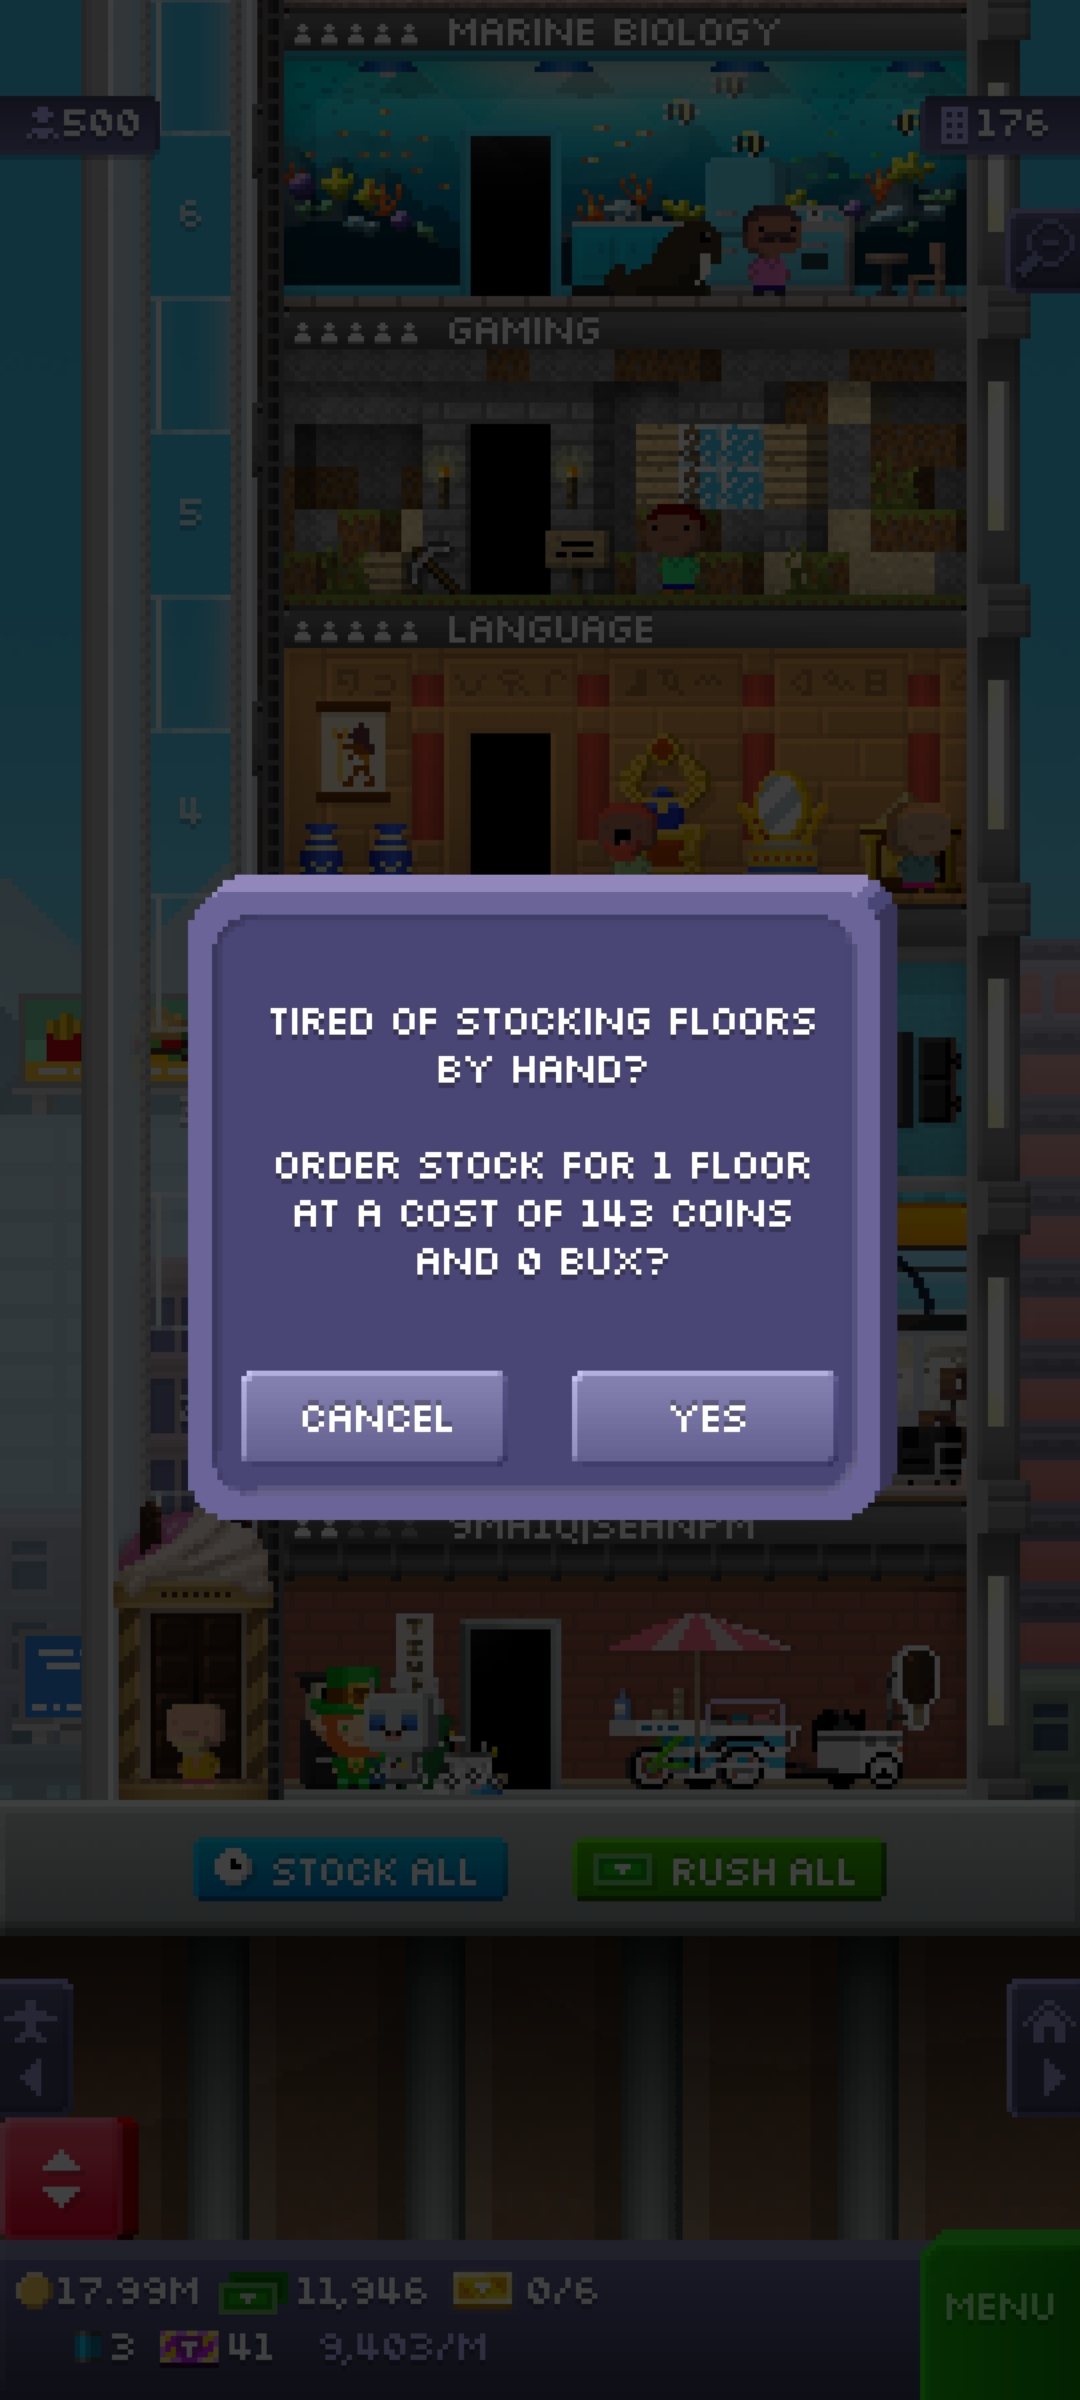 MARINE BIOLOGY
500
176
6
GAMING
5
LANGUAGE
4
TIRED OF STOCKING FLOORS
BY HAND?
ORDER STOCK FOR 1 FLOOR
AT A COST OF 143 COINS
AND 0 BUX?
CANCEL
YES
STOCK ALL
RUSH ALL
17.99M
11,946
0/6
MENU
3
41
9,403/M